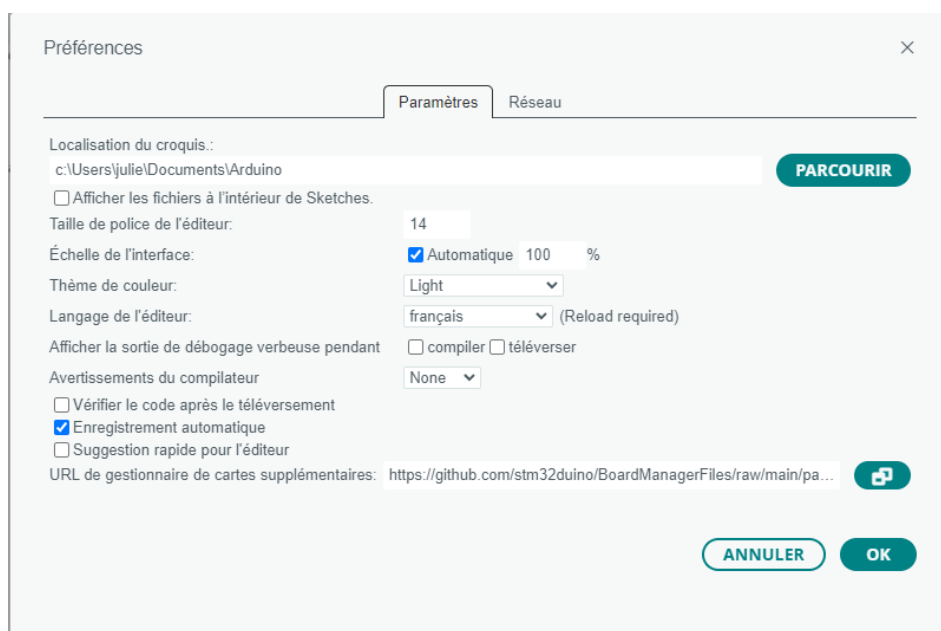 Préférences
Paramètres Réseau
Localisation du croquis.:
c:\Users\julie\Documents\Arduino PARCOURIR
Afficher les fichiers à l'intérieur de Sketches.
Taille de police de l'éditeur: 14
Échelle de l'interface: Automatique 100 %
Thème de couleur: Light
Langage de l'éditeur: français (Reload required)
Afficher la sortie de débogage verbeuse pendant compiler téléverser
Avertissements du compilateur None
Vérifier le code après le téléversement
Enregistrement automatique
Suggestion rapide pour l'éditeur
URL de gestionnaire de cartes supplémentaires: https://github.com/stm32duino/BoardManagerFiles/raw/main/pa...
ANNULER OK